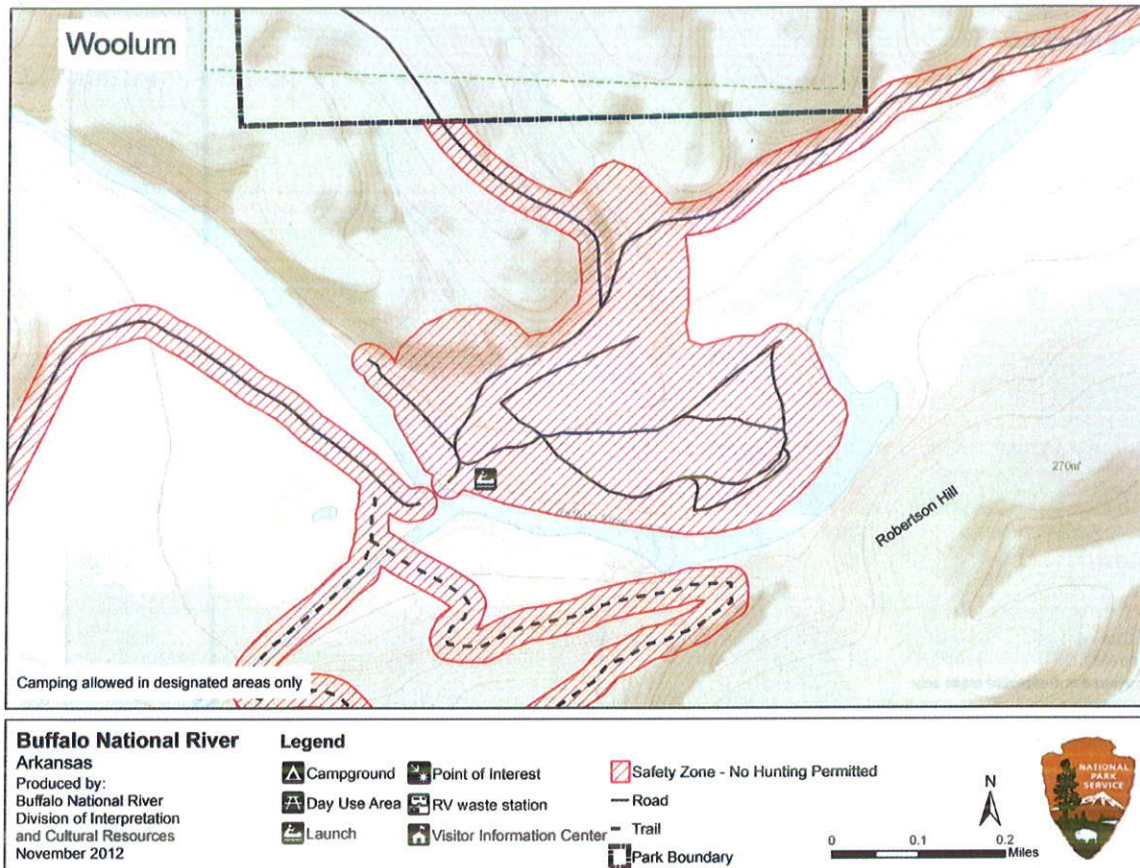 Woolum
270m
Robertson Hill
Camping allowed in designated areas only
Buffalo National River
Arkansas
Produced by:
Buffalo National River
Division of Interpretation
and Cultural Resources
November 2012
Legend
Campground
Day Use Area
Launch
Point of Interest
RV waste station
Visitor Information Center
Safety Zone - No Hunting Permitted
Road
Trail
Park Boundary
N
0 0.1 0.2
Miles
NATIONAL
PARK
SERVICE